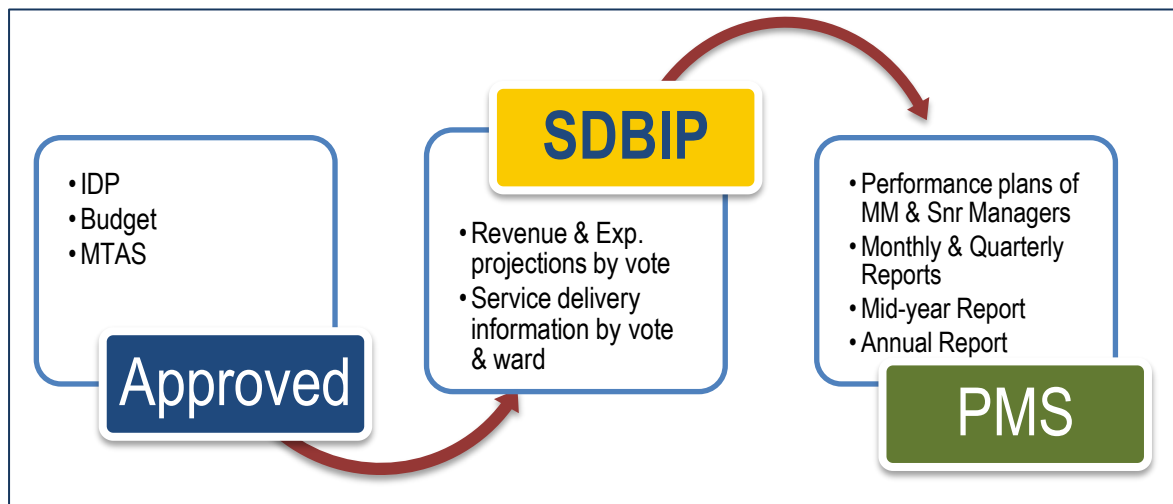 • IDP
• Budget
• MTAS
Approved
SDBIP
• Revenue & Exp.
projections by vote
• Service delivery
information by vote
& ward
• Performance plans of
MM & Snr Managers
• Monthly & Quarterly
Reports
• Mid-year Report
• Annual Report
PMS